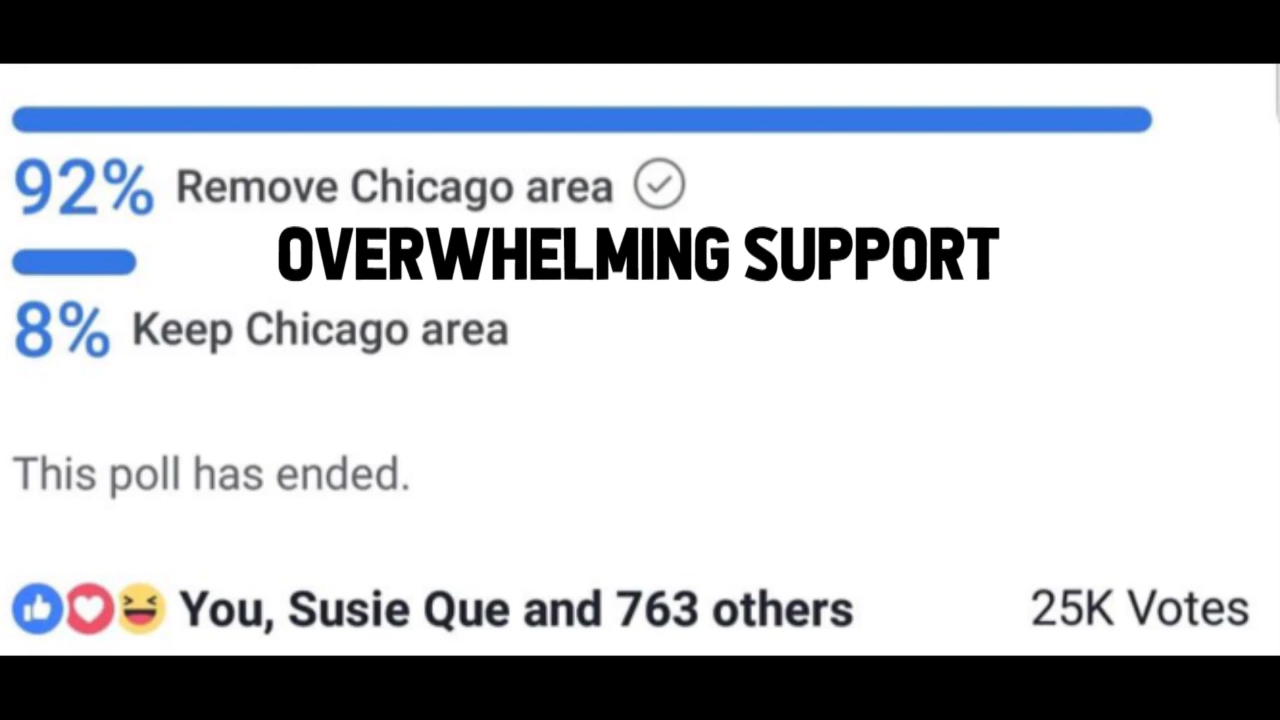 92% Remove Chicago area
OVERWHELMING SUPPORT
8% Keep Chicago area
This poll has ended.
You, Susie Que and 763 others
25K Votes